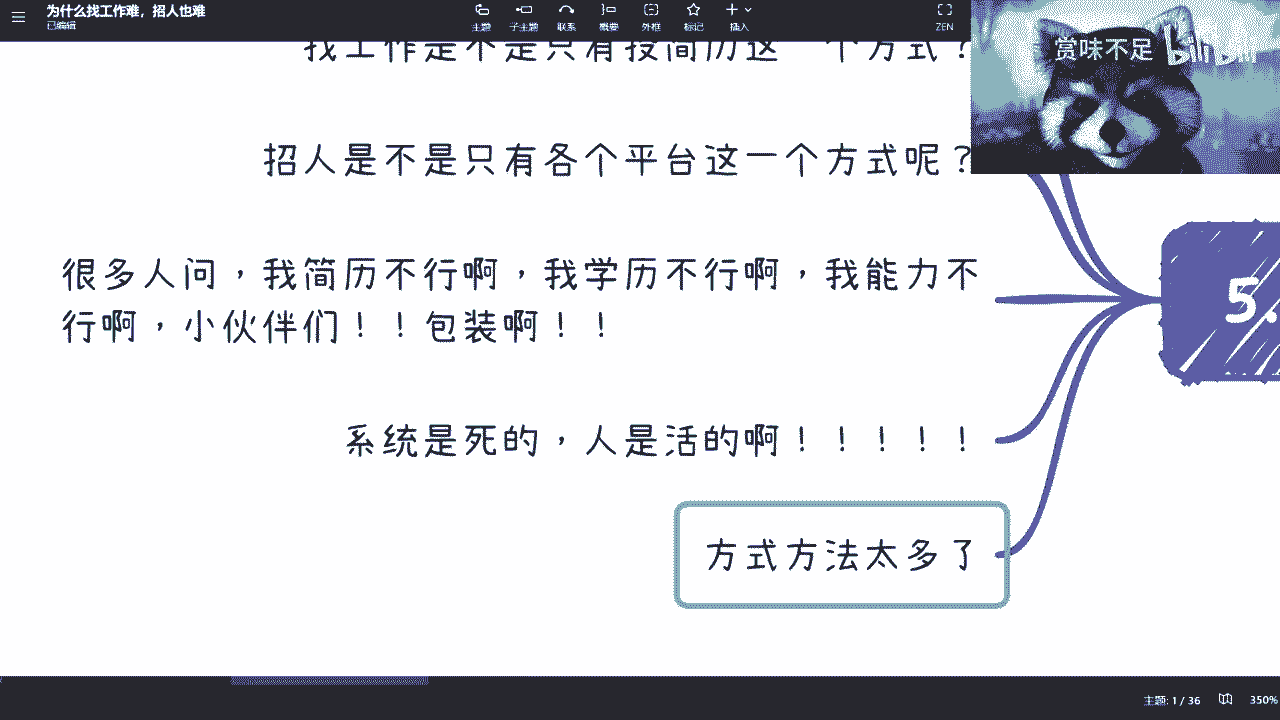 为什么找工作难，招人也难
已编辑
主题
子主题
联系
概要
外框
标记
插入
ZEN
赏味不足
bilibili
找工作是不是只有投简历这一个方式？
招人是不是只有各个平台这一个方式呢？
很多人问，我简历不行啊，我学历不行啊，我能力不
行啊，小伙伴们！！包装啊！！
5.
系统是死的，人是活的啊！！！！！
方式方法太多了
主题: 1 / 36
350%